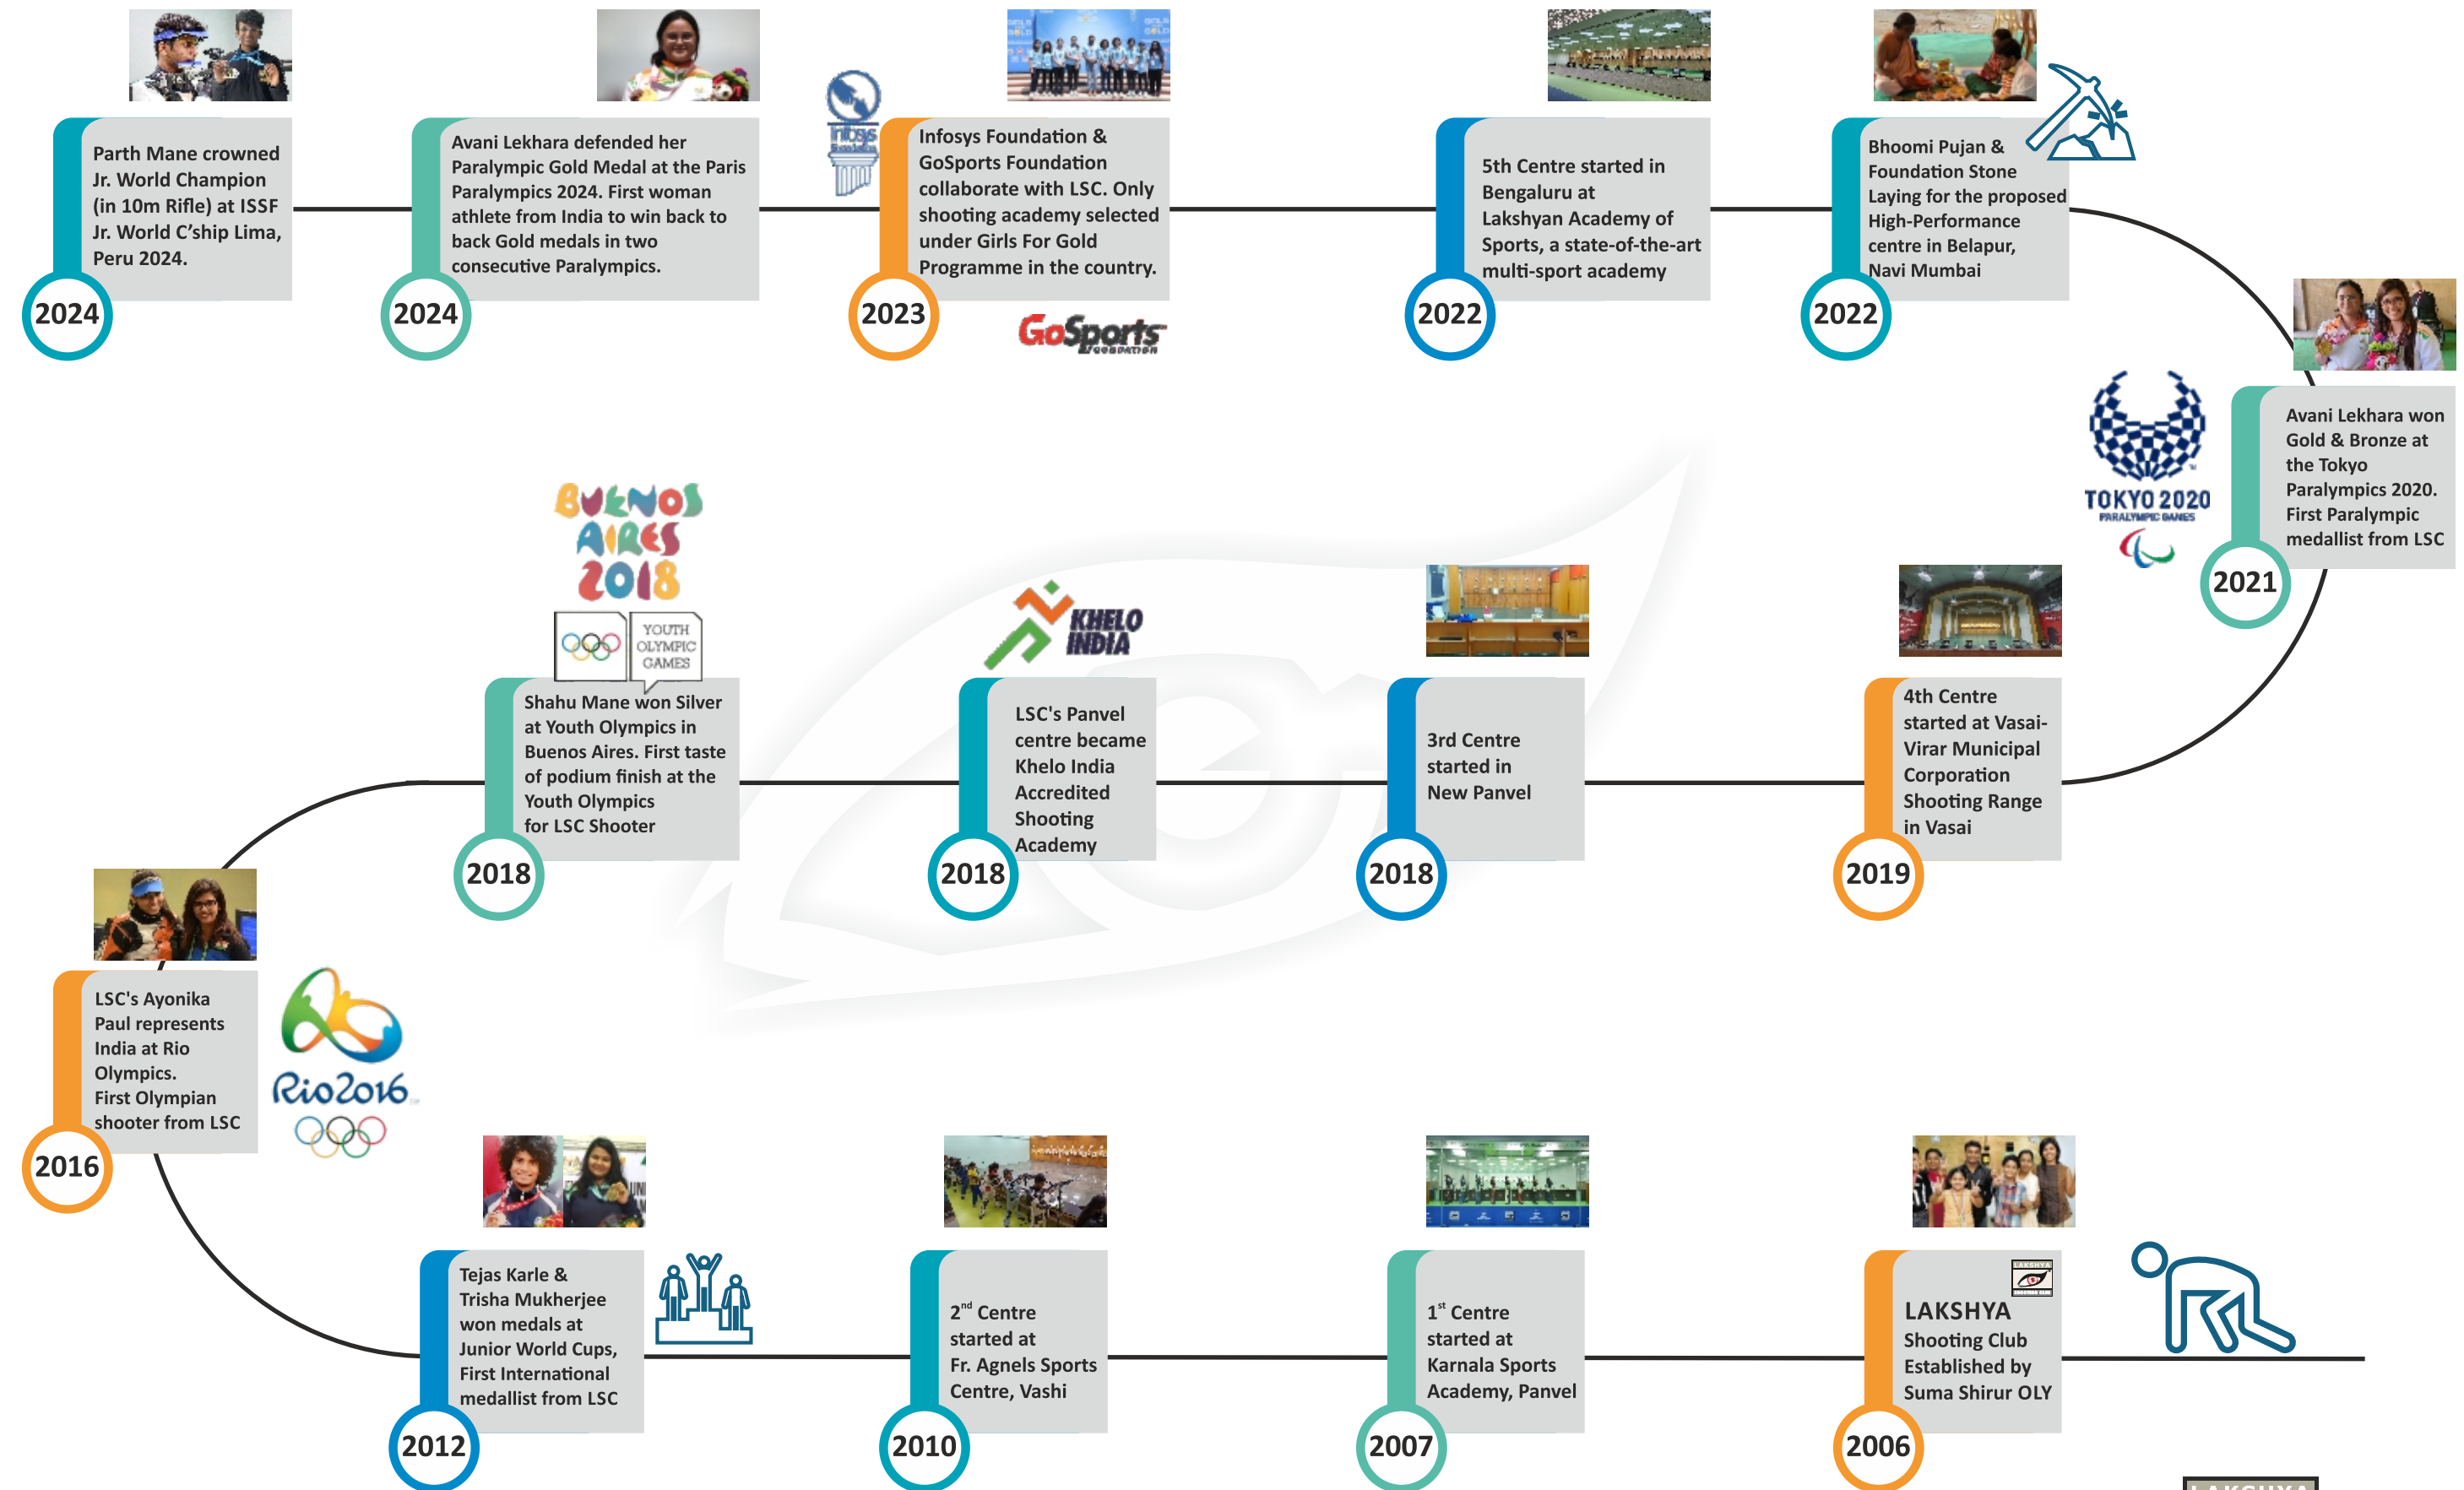 Parth Mane crowned
Jr. World Champion
(in 10m Rifle) at ISSF
Jr. World C'ship Lima,
Peru 2024.
2024
Avani Lekhara defended her
Paralympic Gold Medal at the Paris
Paralympics 2024. First woman
athlete from India to win back to
back Gold medals in two
consecutive Paralympics.
2024
Infosys
Foundation
Infosys Foundation &
GoSports Foundation
collaborate with LSC. Only
shooting academy selected
under Girls For Gold
Programme in the country.
2023
GoSports
FOUNDATION
5th Centre started in
Bengaluru at
Lakshyan Academy of
Sports, a state-of-the-art
multi-sport academy
2022
Bhoomi Pujan &
Foundation Stone
Laying for the proposed
High-Performance
centre in Belapur,
Navi Mumbai
2022
Avani Lekhara won
Gold & Bronze at
the Tokyo
Paralympics 2020.
First Paralympic
medallist from LSC
2021
TOKYO 2020
PARALYMPIC GAMES
BUENOS
AIRES
2018
YOUTH
OLYMPIC
GAMES
Shahu Mane won Silver
at Youth Olympics in
Buenos Aires. First taste
of podium finish at the
Youth Olympics
for LSC Shooter
2018
KHELO
INDIA
LSC's Panvel
centre became
Khelo India
Accredited
Shooting
Academy
2018
3rd Centre
started in
New Panvel
2018
4th Centre
started at Vasai-
Virar Municipal
Corporation
Shooting Range
in Vasai
2019
LSC's Ayonika
Paul represents
India at Rio
Olympics.
First Olympian
shooter from LSC
2016
Rio2016
Tejas Karle &
Trisha Mukherjee
won medals at
Junior World Cups,
First International
medallist from LSC
2012
2nd Centre
started at
Fr. Agnels Sports
Centre, Vashi
2010
1st Centre
started at
Karnala Sports
Academy, Panvel
2007
LAKSHYA
SHOOTING CLUB
LAKSHYA
Shooting Club
Established by
Suma Shirur OLY
2006
LAKSHYA